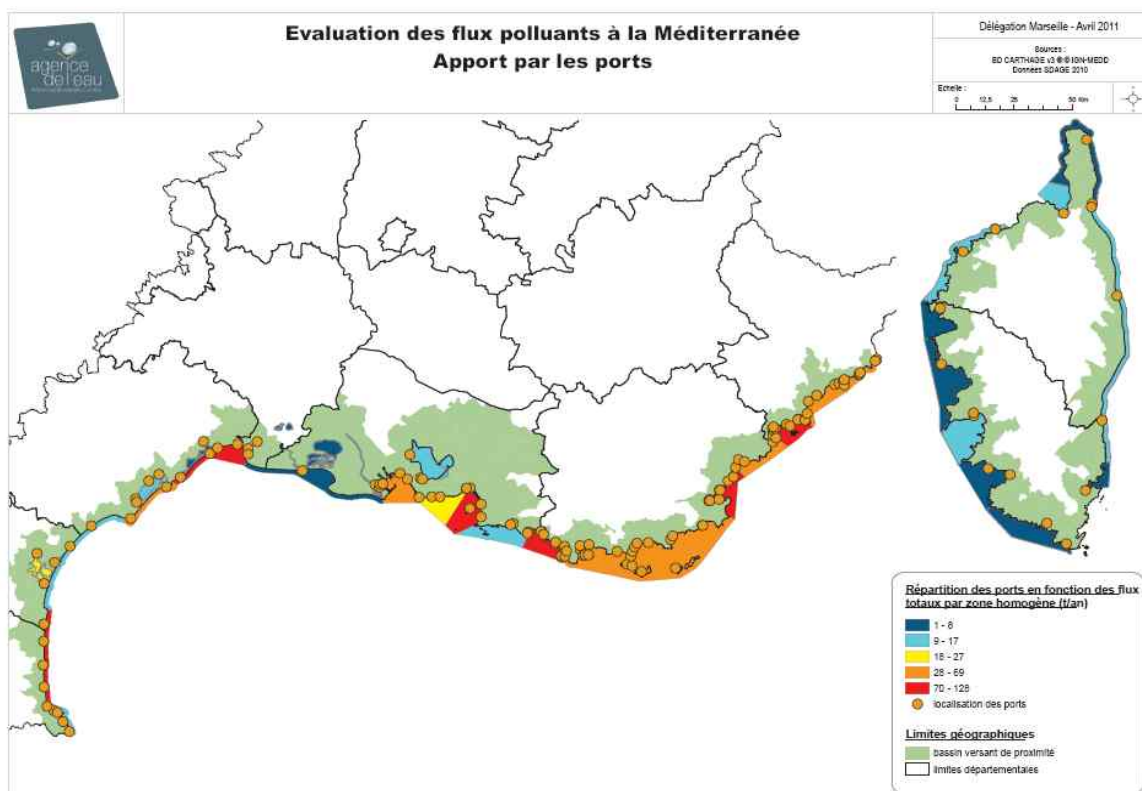 agence
de l'eau
Evaluation des flux polluants à la Méditerranée
Apport par les ports
Délégation Marseille - Avril 2011
Sources :
BD CARTHAGE v3 ©® IGN-MEDD
Données SDAGE 2010
Echelle :
0 12,5 25 50 Km
Répartition des ports en fonction des flux
totaux par zone homogène (t/an)
1 - 8
9 - 17
18 - 27
28 - 69
70 - 128
localisation des ports
Limites géographiques
bassin versant de proximité
limites départementales